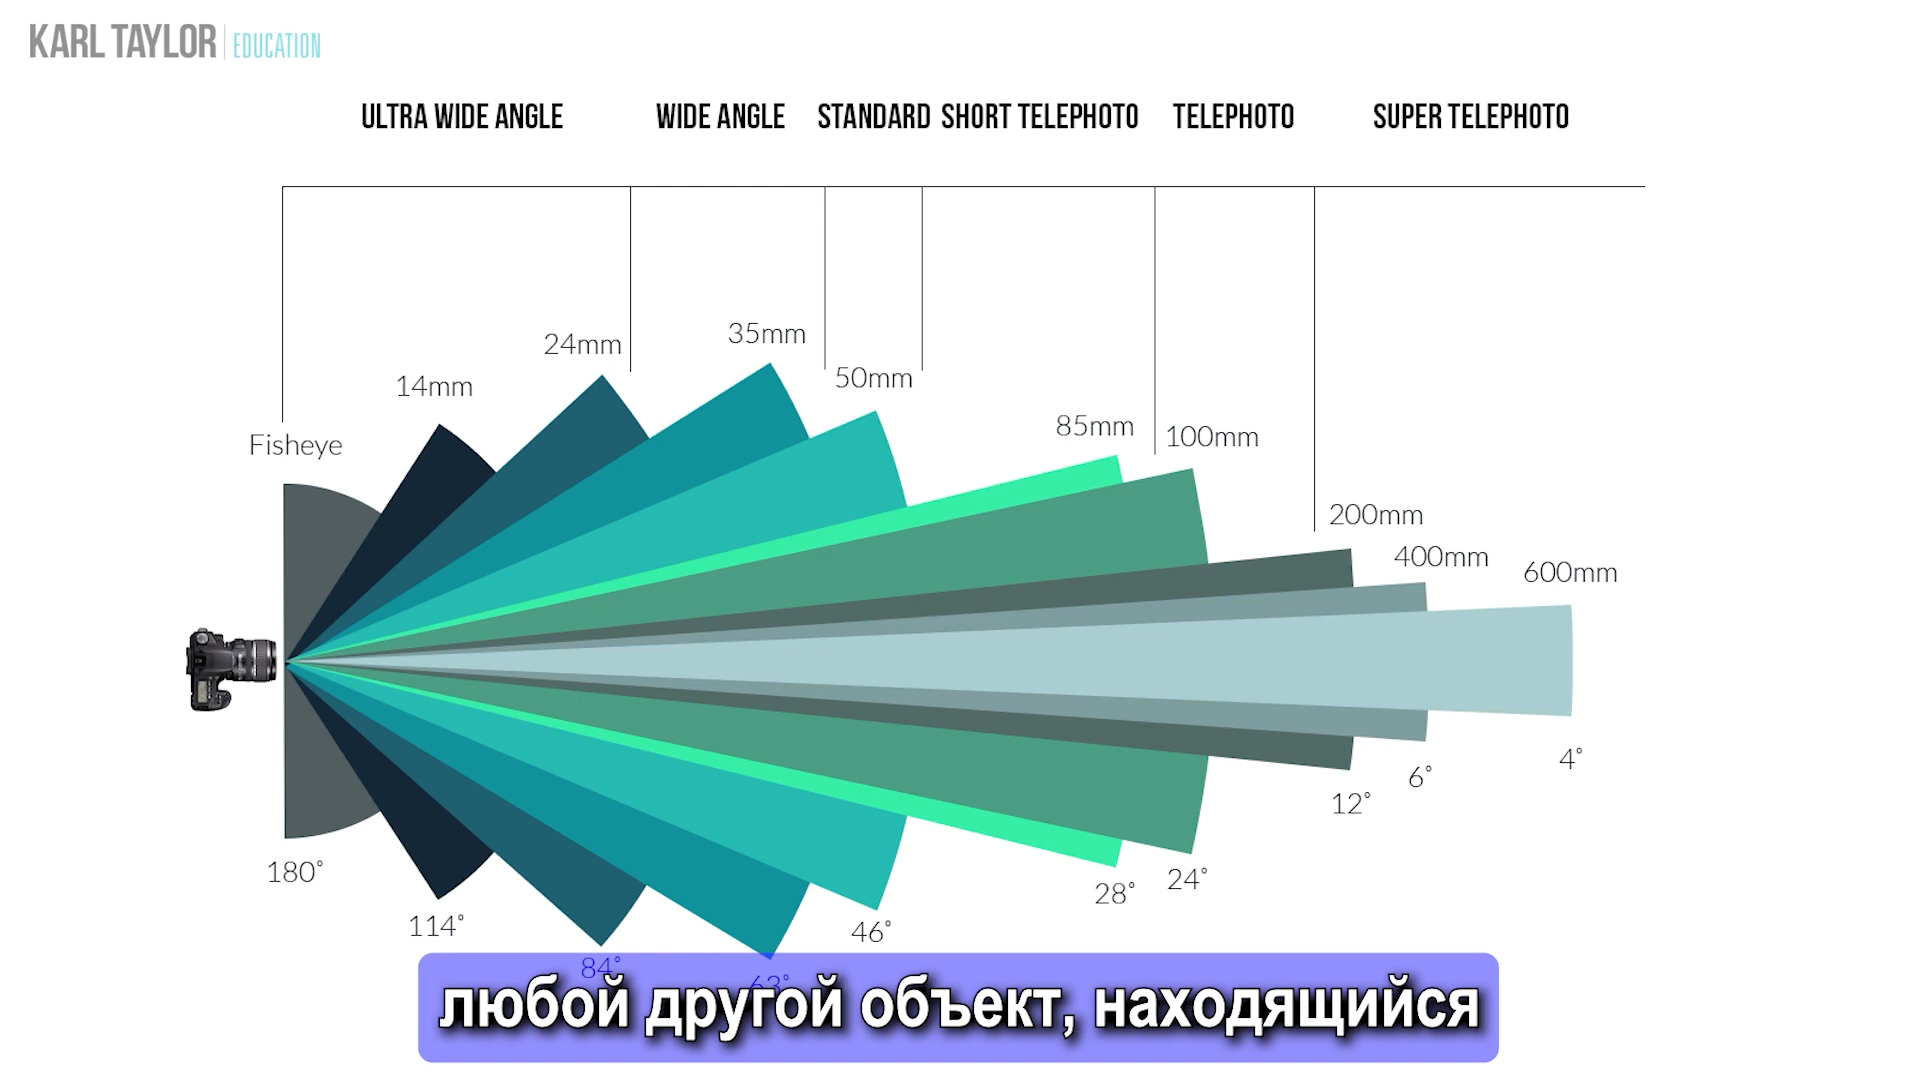 KARL TAYLOR EDUCATION
ULTRA WIDE ANGLE WIDE ANGLE STANDARD SHORT TELEPHOTO TELEPHOTO SUPER TELEPHOTO
35mm
24mm
50mm
14mm
85mm
100mm
Fisheye
200mm
400mm
600mm
4°
6°
12°
180°
24°
28°
114°
46°
84°
63°
любой другой объект, находящийся